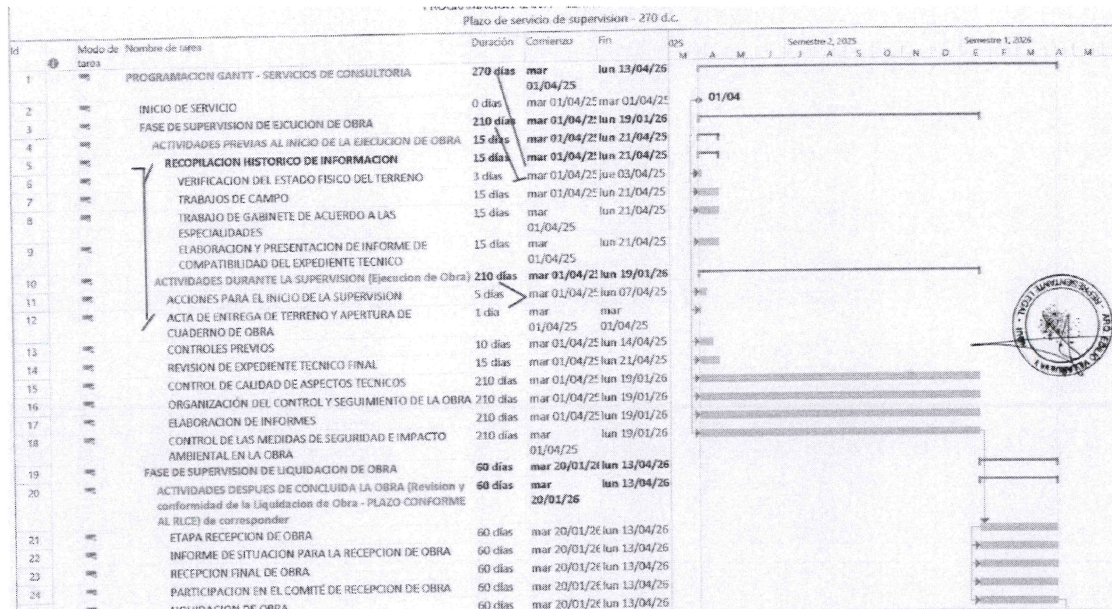 Plazo de servicio de supervision - 270 d.c.
Id Modo de tarea Nombre de tarea Duración Comienzo Fin 025 Semestre 2, 2025 Semestre 1, 2026
M A M J J A S O N D E F M A M
1 PROGRAMACION GANTT - SERVICIOS DE CONSULTORIA 270 días mar 01/04/25 lun 13/04/26
2 INICIO DE SERVICIO 0 días mar 01/04/25 mar 01/04/25 01/04
3 FASE DE SUPERVISION DE EJCUCION DE OBRA 210 días mar 01/04/25 lun 19/01/26
4 ACTIVIDADES PREVIAS AL INICIO DE LA EJECUCION DE OBRA 15 días mar 01/04/25 lun 21/04/25
5 RECOPILACION HISTORICO DE INFORMACION 15 días mar 01/04/25 lun 21/04/25
6 VERIFICACION DEL ESTADO FISICO DEL TERRENO 3 días mar 01/04/25 jue 03/04/25
7 TRABAJOS DE CAMPO 15 días mar 01/04/25 lun 21/04/25
8 TRABAJO DE GABINETE DE ACUERDO A LAS ESPECIALIDADES 15 días mar 01/04/25 lun 21/04/25
9 ELABORACION Y PRESENTACION DE INFORME DE COMPATIBILIDAD DEL EXPEDIENTE TECNICO 15 días mar 01/04/25 lun 21/04/25
10 ACTIVIDADES DURANTE LA SUPERVISION (Ejecucion de Obra) 210 días mar 01/04/25 lun 19/01/26
11 ACCIONES PARA EL INICIO DE LA SUPERVISION 5 días mar 01/04/25 lun 07/04/25
12 ACTA DE ENTREGA DE TERRENO Y APERTURA DE CUADERNO DE OBRA 1 día mar 01/04/25 mar 01/04/25
13 CONTROLES PREVIOS 10 días mar 01/04/25 lun 14/04/25
14 REVISION DE EXPEDIENTE TECNICO FINAL 15 días mar 01/04/25 lun 21/04/25
15 CONTROL DE CALIDAD DE ASPECTOS TECNICOS 210 días mar 01/04/25 lun 19/01/26
16 ORGANIZACIÓN DEL CONTROL Y SEGUIMIENTO DE LA OBRA 210 días mar 01/04/25 lun 19/01/26
17 ELABORACION DE INFORMES 210 días mar 01/04/25 lun 19/01/26
18 CONTROL DE LAS MEDIDAS DE SEGURIDAD E IMPACTO AMBIENTAL EN LA OBRA 210 días mar 01/04/25 lun 19/01/26
19 FASE DE SUPERVISION DE LIQUIDACION DE OBRA 60 días mar 20/01/26 lun 13/04/26
20 ACTIVIDADES DESPUES DE CONCLUIDA LA OBRA (Revision y conformidad de la Liquidacion de Obra - PLAZO CONFORME AL RLCE) de corresponder 60 días mar 20/01/26 lun 13/04/26
21 ETAPA RECEPCION DE OBRA 60 días mar 20/01/26 lun 13/04/26
22 INFORME DE SITUACION PARA LA RECEPCION DE OBRA 60 días mar 20/01/26 lun 13/04/26
23 RECEPCION FINAL DE OBRA 60 días mar 20/01/26 lun 13/04/26
24 PARTICIPACION EN EL COMITÉ DE RECEPCION DE OBRA 60 días mar 20/01/26 lun 13/04/26
60 días mar 20/01/26 lun 13/04/26
REPRESENTANTE LEGAL